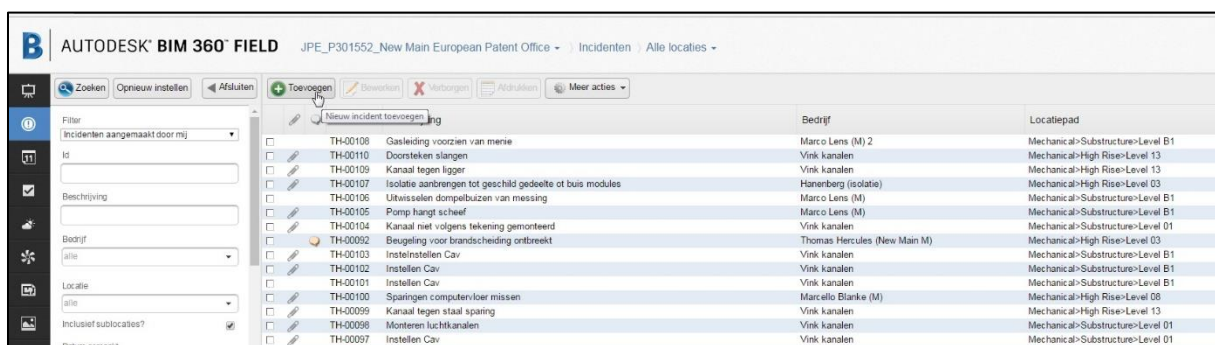 B AUTODESK® BIM 360™ FIELD JPE_P301552_New Main European Patent Office Incidenten Alle locaties
Zoeken Opnieuw instellen Afsluiten Toevoegen Bewerken Verborgen Afdrukken Meer acties
Nieuw incident toevoegen ing Bedrijf Locatiepad
Filter
Incidenten aangemaakt door mij
Id
Beschrijving
Bedrijf
alle
Locatie
alle
Inclusief sublocaties?
TH-00108 Gasleiding voorzien van menie Marco Lens (M) 2 Mechanical>Substructure>Level B1
TH-00110 Doorsteken slangen Vink kanalen Mechanical>High Rise>Level 13
TH-00109 Kanaal tegen ligger Vink kanalen Mechanical>High Rise>Level 13
TH-00107 Isolatie aanbrengen tot geschild gedeelte ot buis modules Hanenberg (isolatie) Mechanical>High Rise>Level 03
TH-00106 Uitwisselen dompelbuizen van messing Marco Lens (M) Mechanical>Substructure>Level B1
TH-00105 Pomp hangt scheef Marco Lens (M) Mechanical>Substructure>Level B1
TH-00104 Kanaal niet volgens tekening gemonteerd Vink kanalen Mechanical>Substructure>Level 01
TH-00092 Beugeling voor brandscheiding ontbreekt Thomas Hercules (New Main M) Mechanical>High Rise>Level 03
TH-00103 InsteInstellen Cav Vink kanalen Mechanical>Substructure>Level B1
TH-00102 Instellen Cav Vink kanalen Mechanical>Substructure>Level B1
TH-00101 Instellen Cav Vink kanalen Mechanical>Substructure>Level B1
TH-00100 Sparingen computervloer missen Marcello Blanke (M) Mechanical>High Rise>Level 08
TH-00099 Kanaal tegen staal sparing Vink kanalen Mechanical>High Rise>Level 13
TH-00098 Monteren luchtkanalen Vink kanalen Mechanical>Substructure>Level 01
TH-00097 Instellen Cav Vink kanalen Mechanical>Substructure>Level 01